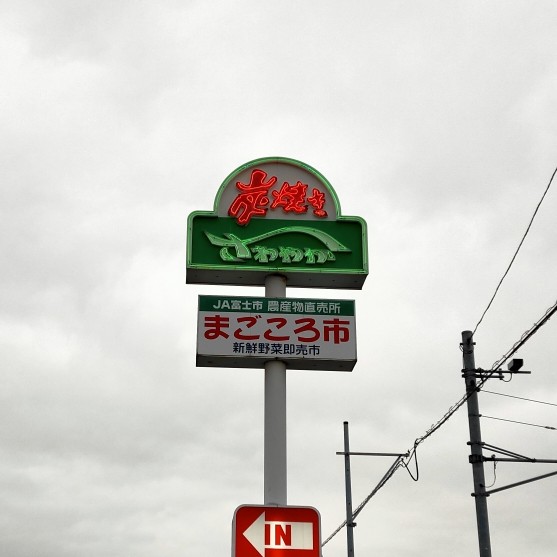 炭焼き
さわやか
JA富士市 農産物直売所
まごころ市
新鮮野菜即売市
IN